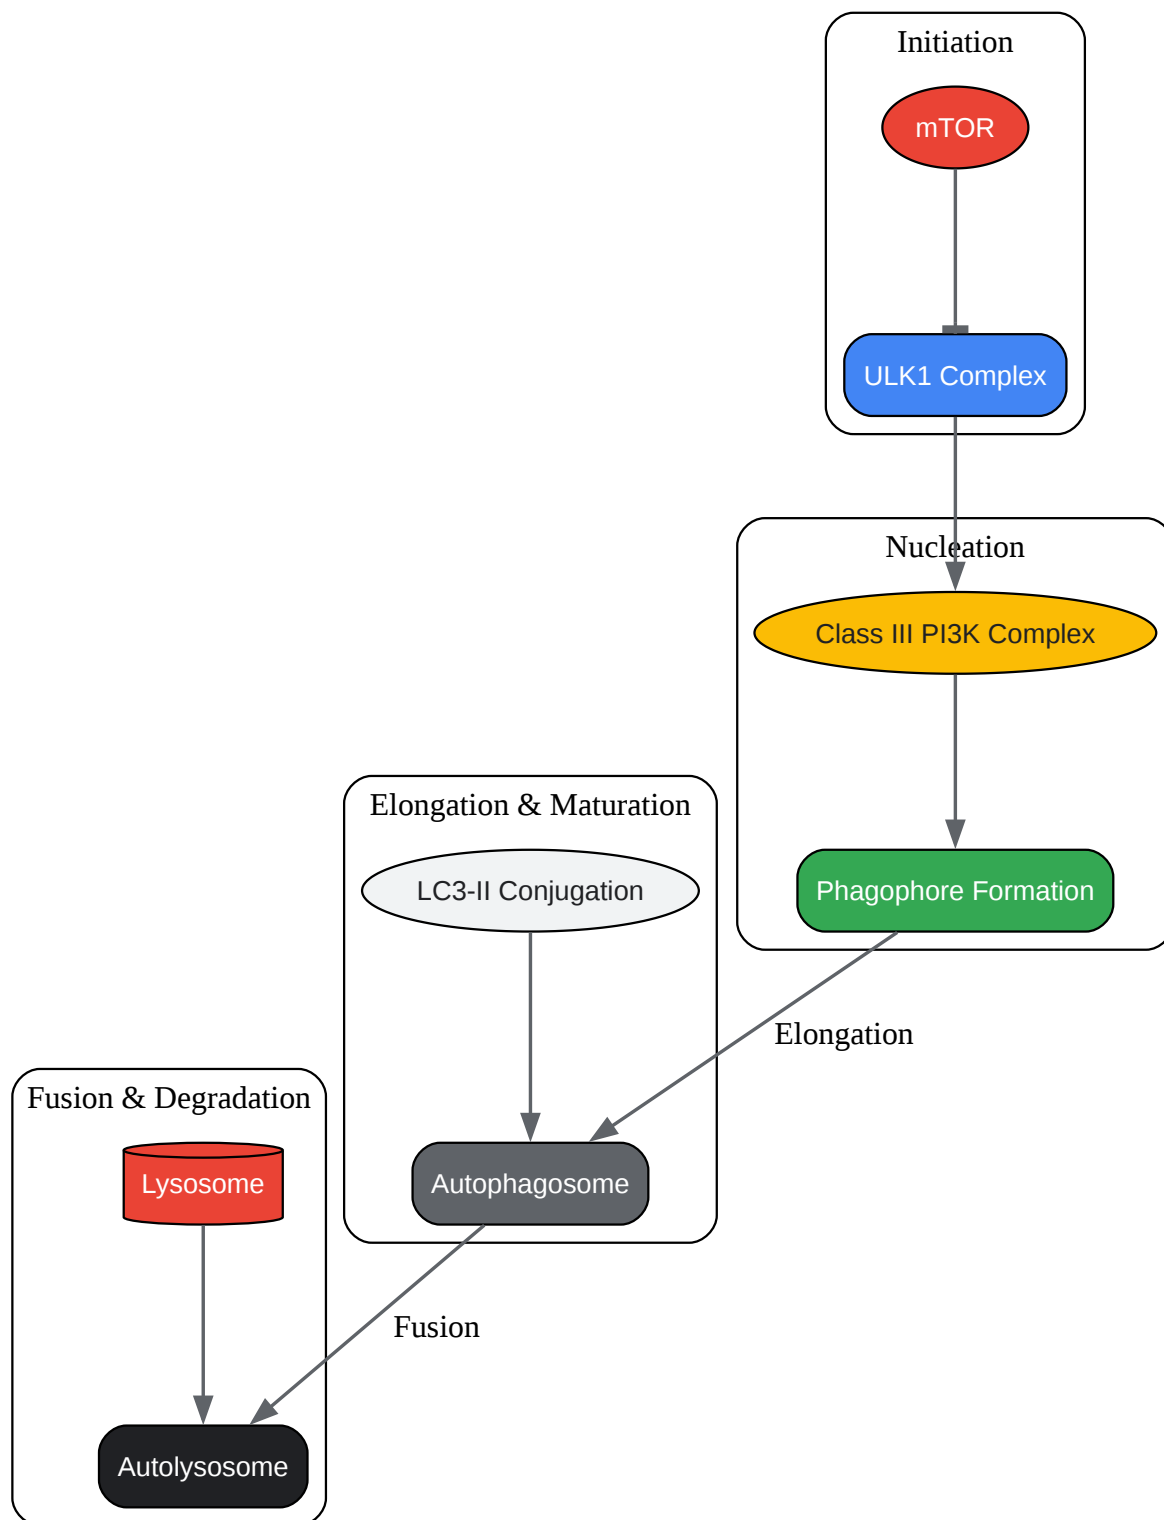 Initiation
mTOR
ULK1 Complex
Nucleation
Class III PI3K Complex
Elongation & Maturation
LC3-II Conjugation
Phagophore Formation
Elongation
Fusion & Degradation
Lysosome
Autophagosome
Fusion
Autolysosome